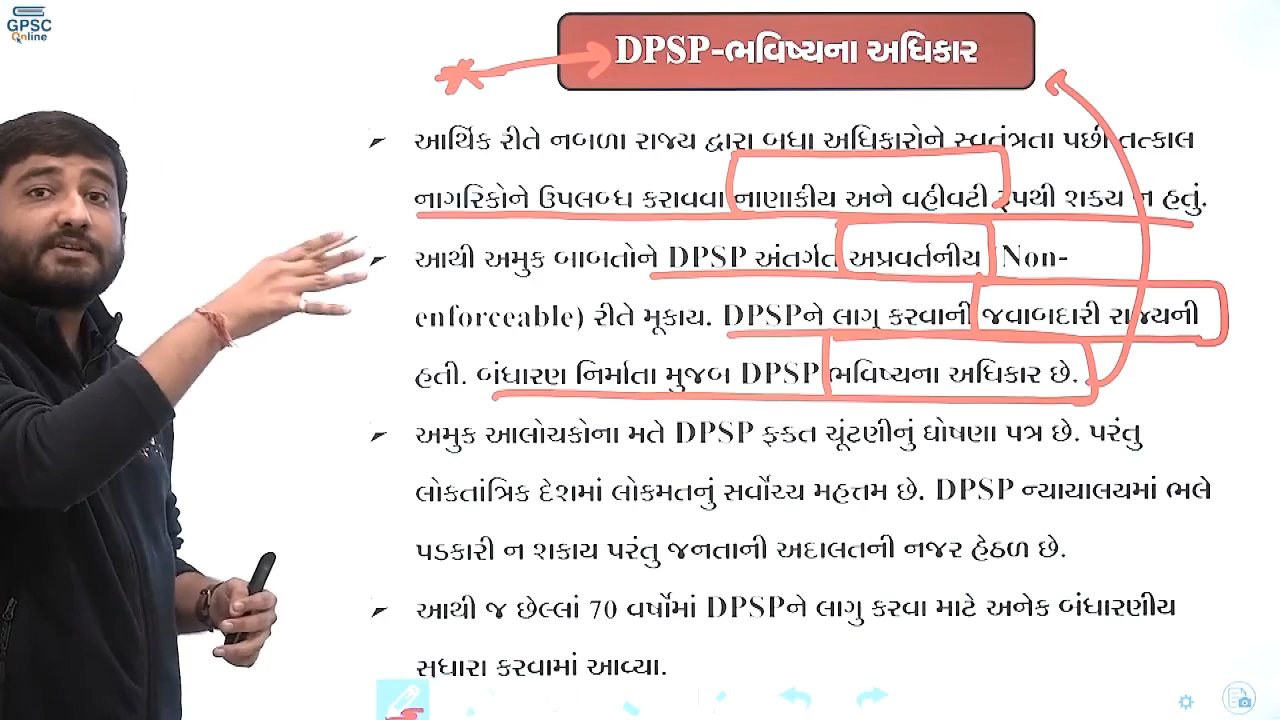 GPSC
Online
DPSP-ભવિષ્યના અધિકાર
આર્થિક રીતે નબળા રાજ્ય દ્વારા બધા અધિકારોને સ્વતંત્રતા પછી તત્કાલ
નાગરિકોને ઉપલબ્ધ કરાવવા નાણાકીય અને વહીવટી રૂપથી શક્ય ન હતું.
આથી અમુક બાબતોને DPSP અંતર્ગત અપ્રવર્તનીય (Non-
enforceable) રીતે મૂકાય. DPSPને લાગુ કરવાની જવાબદારી રાજ્યની
હતી. બંધારણ નિર્માતા મુજબ DPSP ભવિષ્યના અધિકાર છે.
અમુક આલોચકોના મતે DPSP ફક્ત ચૂંટણીનું ઘોષણા પત્ર છે. પરંતુ
લોકતાંત્રિક દેશમાં લોકમતનું સર્વોચ્ચ મહત્તમ છે. DPSP ન્યાયાલયમાં ભલે
પડકારી ન શકાય પરંતુ જનતાની અદાલતની નજર હેઠળ છે.
આથી જ છેલ્લાં 70 વર્ષોમાં DPSPને લાગુ કરવા માટે અનેક બંધારણીય
સધારા કરવામાં આવ્યા.